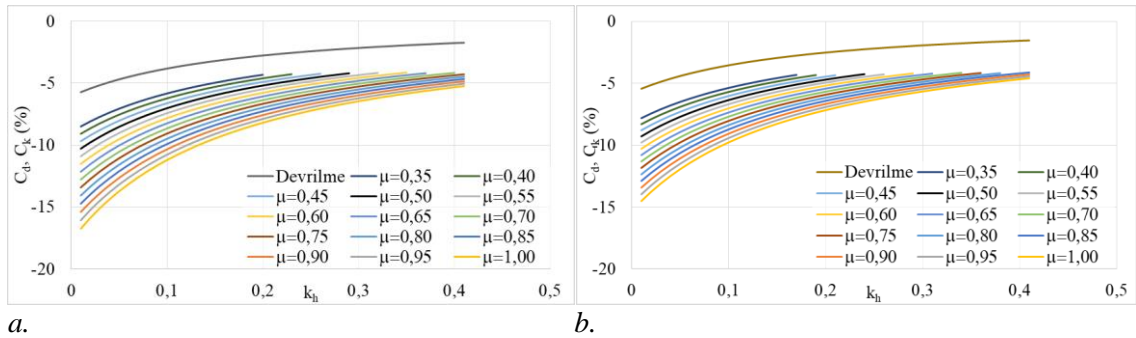 0
-5
-10
-15
-20
C_d, C_k (%)
Devrilme μ=0,35 μ=0,40
μ=0,45 μ=0,50 μ=0,55
μ=0,60 μ=0,65 μ=0,70
μ=0,75 μ=0,80 μ=0,85
μ=0,90 μ=0,95 μ=1,00
0 0,1 0,2 0,3 0,4 0,5
k_h
a.
0
-5
-10
-15
-20
C_d, C_k (%)
Devrilme μ=0,35 μ=0,40
μ=0,45 μ=0,50 μ=0,55
μ=0,60 μ=0,65 μ=0,70
μ=0,75 μ=0,80 μ=0,85
μ=0,90 μ=0,95 μ=1,00
0 0,1 0,2 0,3 0,4 0,5
k_h
b.